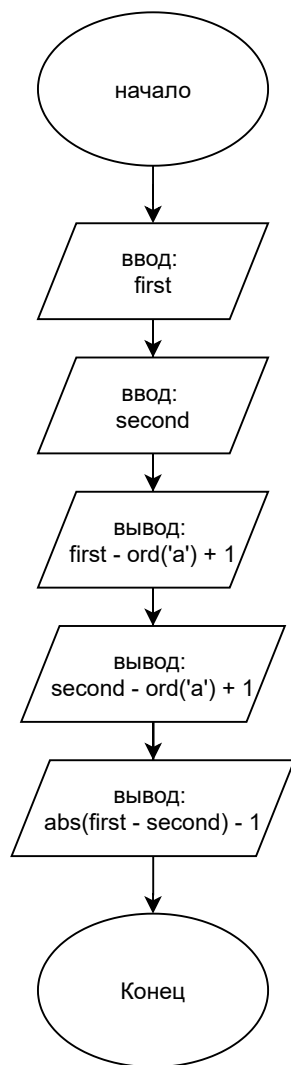 начало
ввод:
first
ввод:
second
вывод:
first - ord('a') + 1
вывод:
second - ord('a') + 1
вывод:
abs(first - second) - 1
Конец